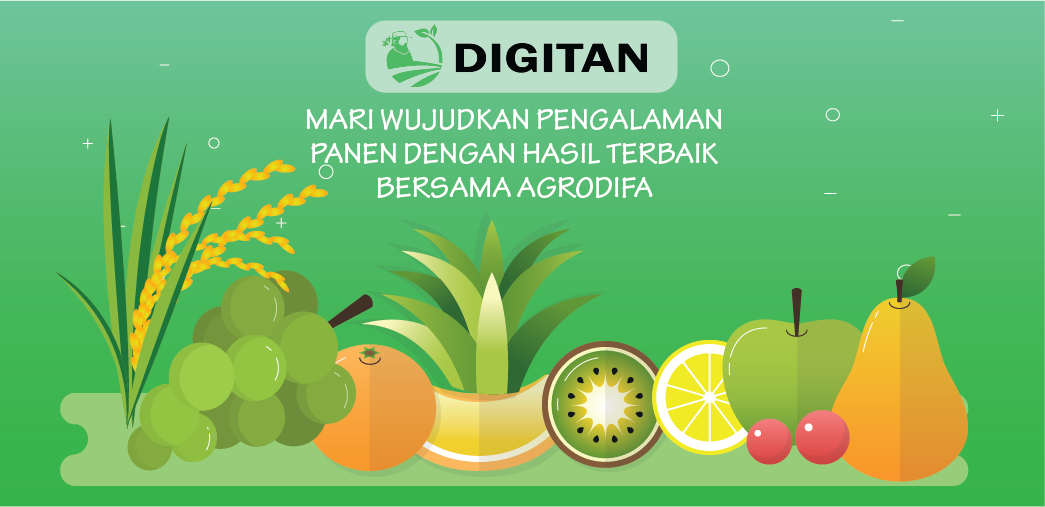 DIGITAN
MARI WUJUDKAN PENGALAMAN
PANEN DENGAN HASIL TERBAIK
BERSAMA AGRODIFA